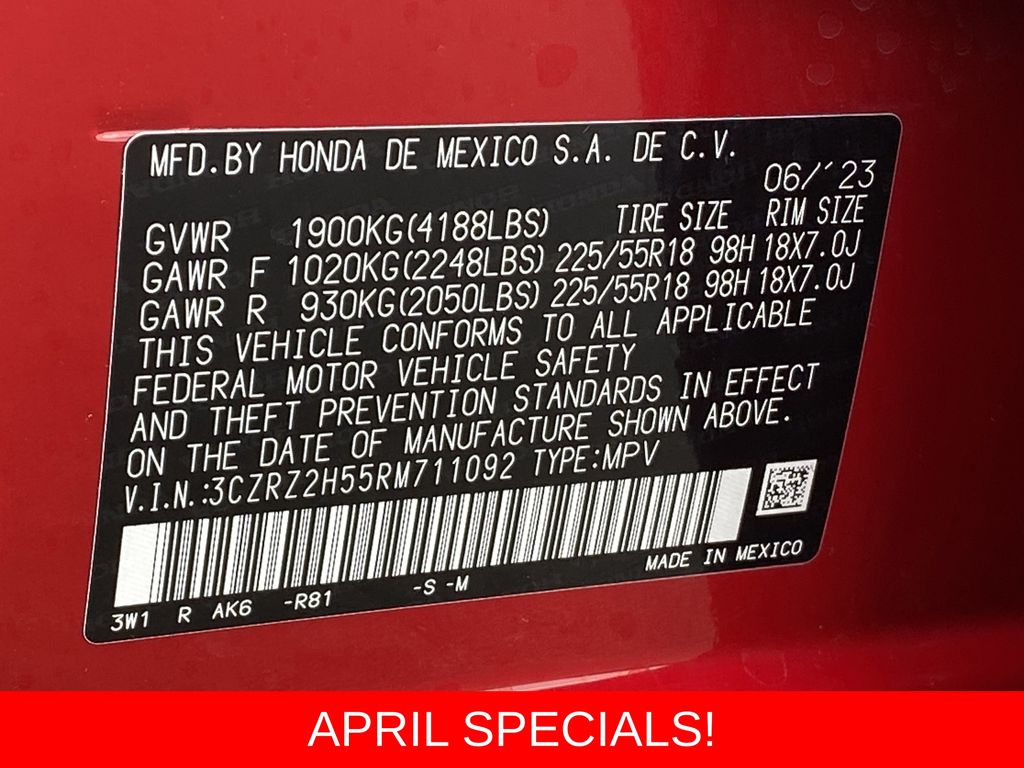 MFD.BY HONDA DE MEXICO S.A. DE C.V.
06/'23
GVWR 1900KG(4188LBS) TIRE SIZE RIM SIZE
GAWR F 1020KG(2248LBS) 225/55R18 98H 18X7.0J
GAWR R 930KG(2050LBS) 225/55R18 98H 18X7.0J
THIS VEHICLE CONFORMS TO ALL APPLICABLE
FEDERAL MOTOR VEHICLE SAFETY
AND THEFT PREVENTION STANDARDS IN EFFECT
ON THE DATE OF MANUFACTURE SHOWN ABOVE.
V.I.N.:3CZRZ2H55RM711092 TYPE:MPV
MADE IN MEXICO
3W1 R AK6 -R81 -S -M
APRIL SPECIALS!